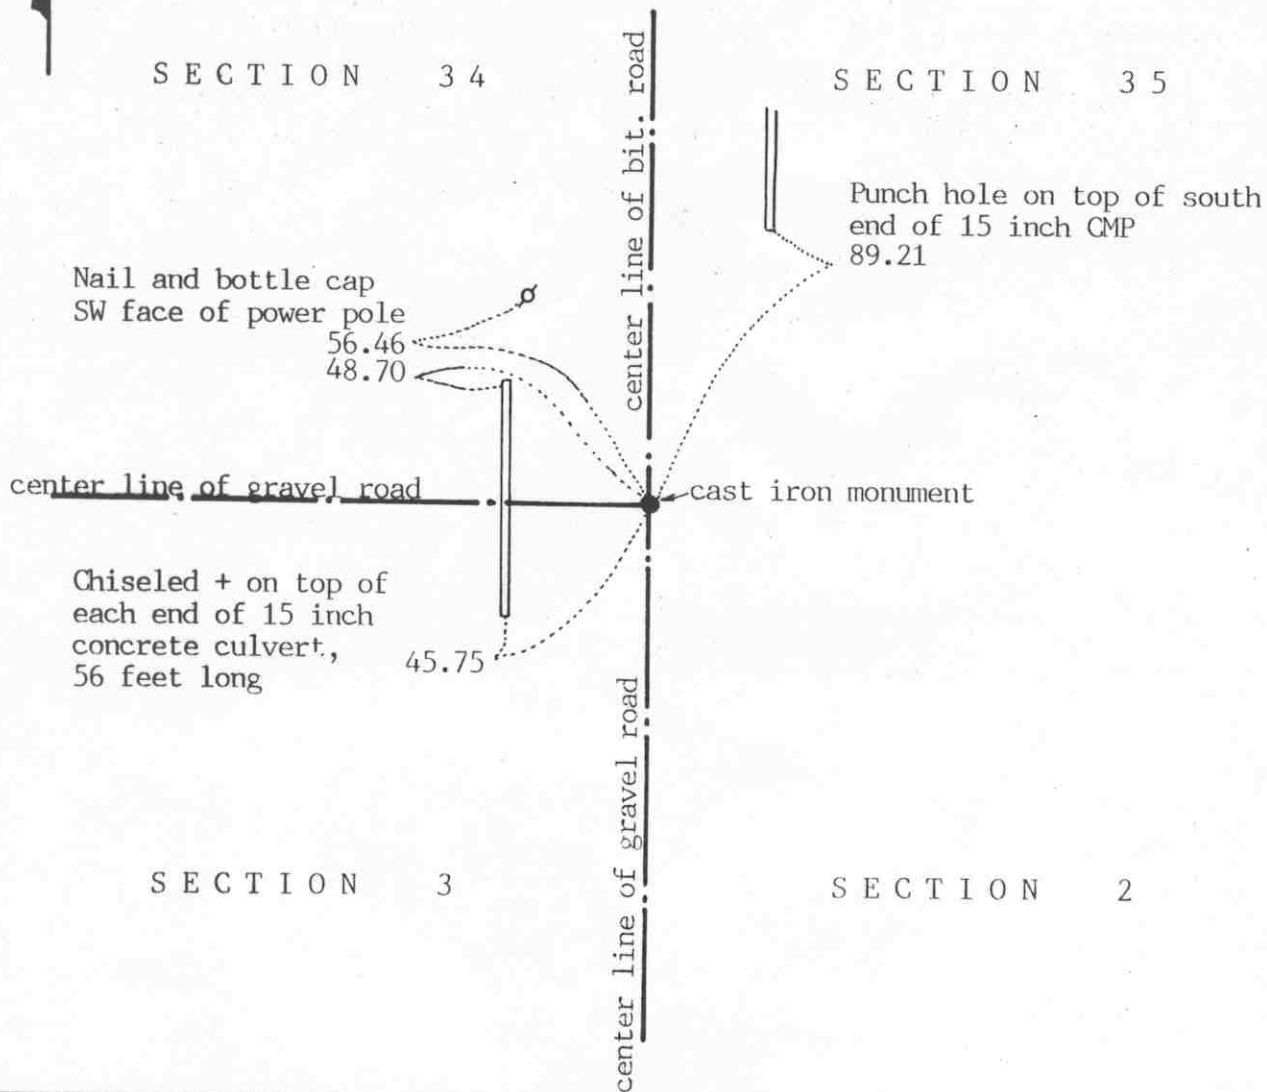 SECTION 34
SECTION 35
center line of bit. road
Punch hole on top of south
end of 15 inch CMP
89.21
Nail and bottle cap
SW face of power pole
56.46
48.70
center line of gravel road
cast iron monument
Chiseled + on top of
each end of 15 inch
concrete culvert,
56 feet long
45.75
center line of gravel road
SECTION 3
SECTION 2